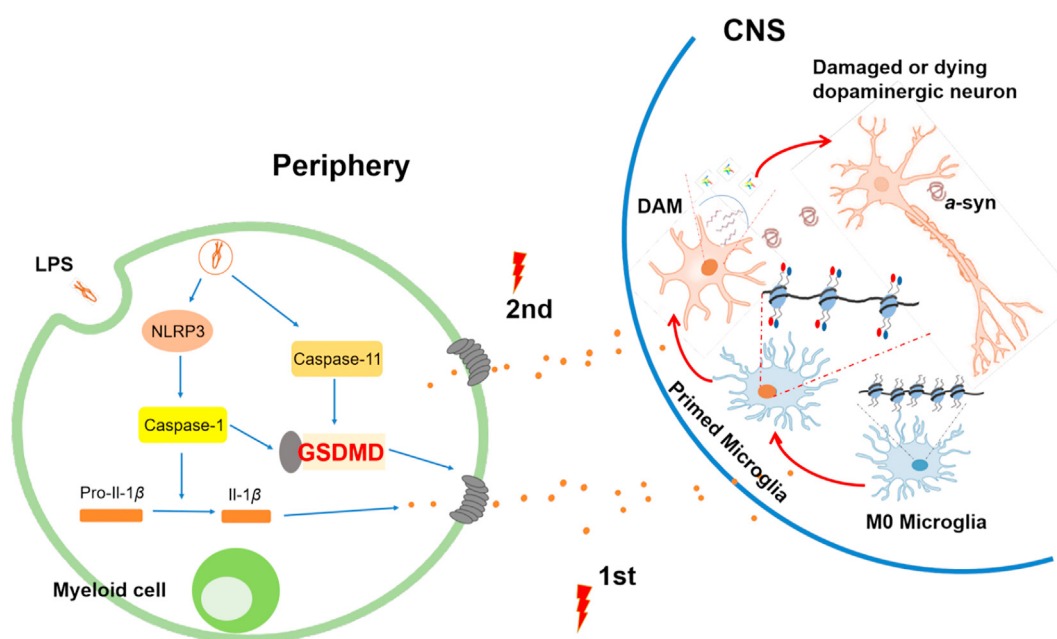 CNS
Damaged or dying
dopaminergic neuron
Periphery
DAM
a-syn
LPS
2nd
NLRP3
Caspase-11
Primed Microglia
Caspase-1
GSDMD
Pro-Il-1β
Il-1β
M0 Microglia
Myeloid cell
1st